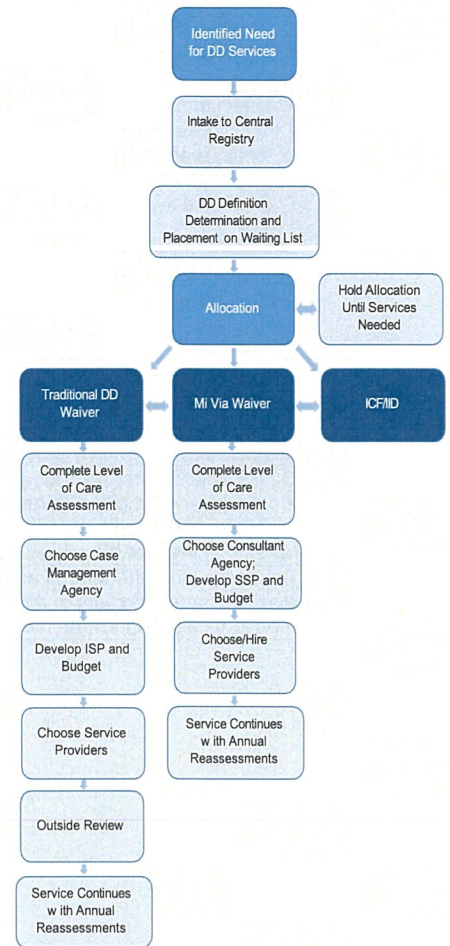 Identified Need
for DD Services
Intake to Central
Registry
DD Definition
Determination and
Placement on Waiting List
Allocation
Hold Allocation
Until Services
Needed
Traditional DD
Waiver
Mi Via Waiver
ICF/IID
Complete Level
of Care
Assessment
Choose Case
Management
Agency
Develop ISP and
Budget
Choose Service
Providers
Outside Review
Service Continues
w ith Annual
Reassessments
Complete Level
of Care
Assessment
Choose Consultant
Agency;
Develop SSP and
Budget
Choose/Hire
Service
Providers
Service Continues
w ith Annual
Reassessments